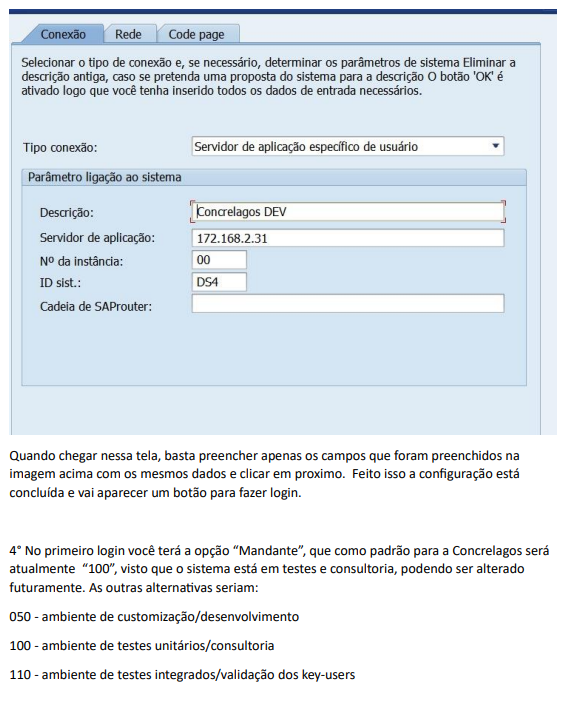 Conexão Rede Code page
Selecionar o tipo de conexão e, se necessário, determinar os parâmetros de sistema Eliminar a
descrição antiga, caso se pretenda uma proposta do sistema para a descrição O botão 'OK' é
ativado logo que você tenha inserido todos os dados de entrada necessários.
Tipo conexão: Servidor de aplicação específico de usuário
Parâmetro ligação ao sistema
Descrição: Concrelagos DEV
Servidor de aplicação: 172.168.2.31
Nº da instância: 00
ID sist.: DS4
Cadeia de SAProuter:
Quando chegar nessa tela, basta preencher apenas os campos que foram preenchidos na
imagem acima com os mesmos dados e clicar em proximo. Feito isso a configuração está
concluída e vai aparecer um botão para fazer login.
4° No primeiro login você terá a opção “Mandante”, que como padrão para a Concrelagos será
atualmente “100”, visto que o sistema está em testes e consultoria, podendo ser alterado
futuramente. As outras alternativas seriam:
050 - ambiente de customização/desenvolvimento
100 - ambiente de testes unitários/consultoria
110 - ambiente de testes integrados/validação dos key-users